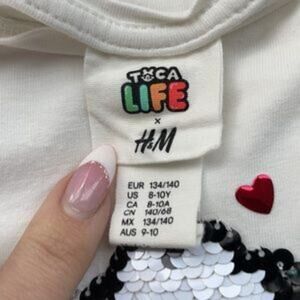 TOCA
LIFE
x
H&M
EUR 134/140
US 8-10Y
CA 8-10A
CN 140/68
MX 134/140
AUS 9-10